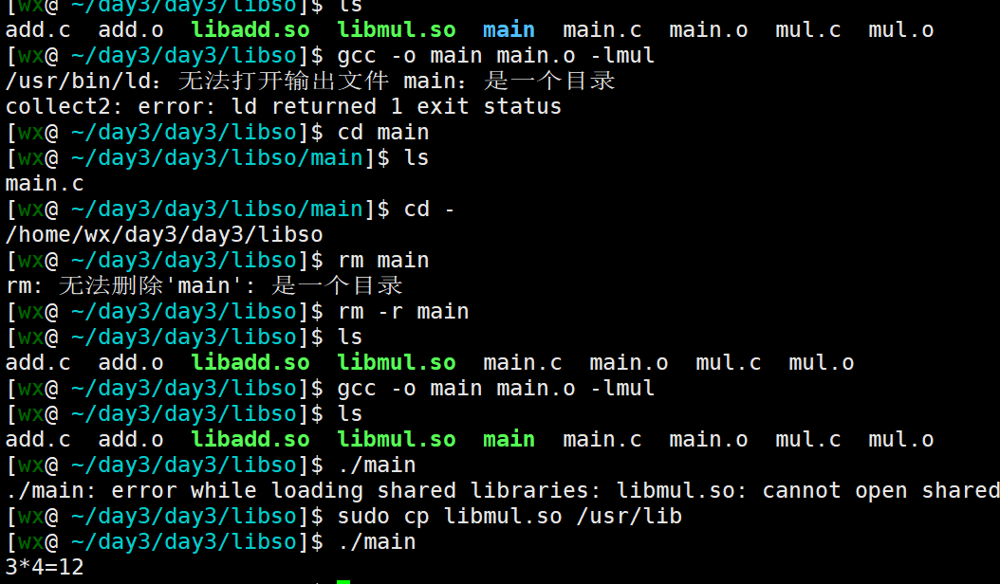 [wx@ ~/day3/day3/libso]$ ls
add.c  add.o  libadd.so  libmul.so  main  main.c  main.o  mul.c  mul.o
[wx@ ~/day3/day3/libso]$ gcc -o main main.o -lmul
/usr/bin/ld：无法打开输出文件 main：是一个目录
collect2: error: ld returned 1 exit status
[wx@ ~/day3/day3/libso]$ cd main
[wx@ ~/day3/day3/libso/main]$ ls
main.c
[wx@ ~/day3/day3/libso/main]$ cd -
/home/wx/day3/day3/libso
[wx@ ~/day3/day3/libso]$ rm main
rm: 无法删除'main': 是一个目录
[wx@ ~/day3/day3/libso]$ rm -r main
[wx@ ~/day3/day3/libso]$ ls
add.c  add.o  libadd.so  libmul.so  main.c  main.o  mul.c  mul.o
[wx@ ~/day3/day3/libso]$ gcc -o main main.o -lmul
[wx@ ~/day3/day3/libso]$ ls
add.c  add.o  libadd.so  libmul.so  main  main.c  main.o  mul.c  mul.o
[wx@ ~/day3/day3/libso]$ ./main
./main: error while loading shared libraries: libmul.so: cannot open shared
[wx@ ~/day3/day3/libso]$ sudo cp libmul.so /usr/lib
[wx@ ~/day3/day3/libso]$ ./main
3*4=12